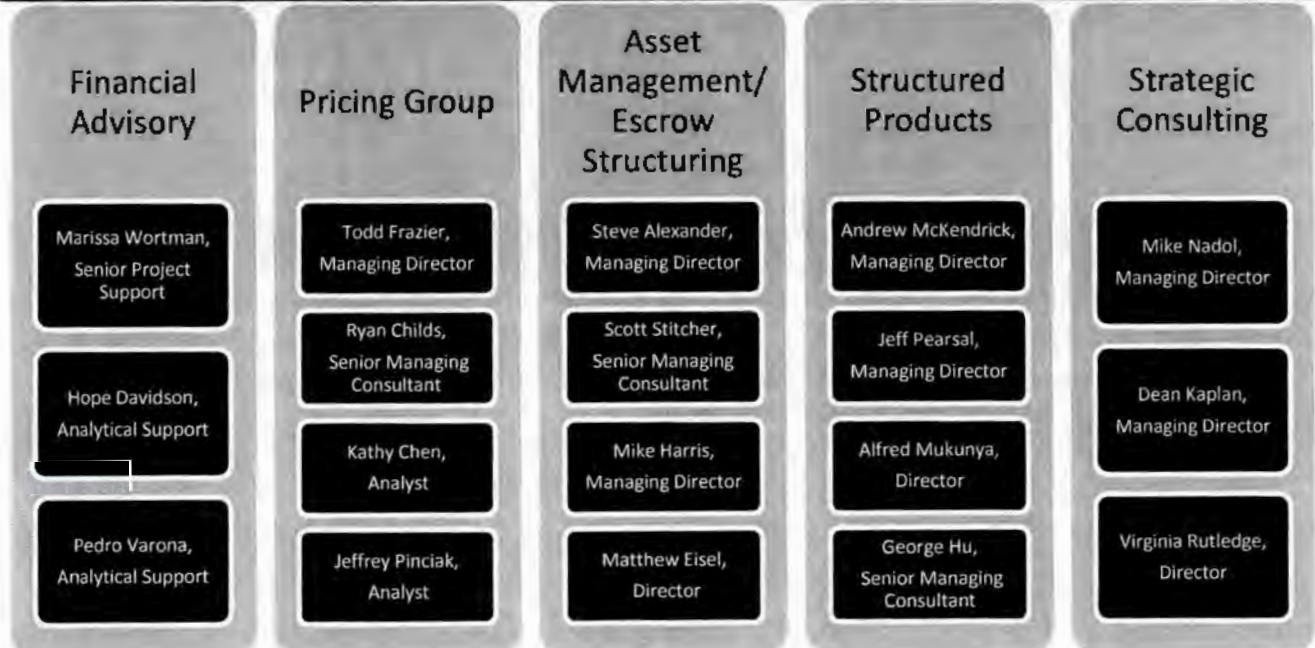 Financial
Advisory
Marissa Wortman,
Senior Project
Support
Hope Davidson,
Analytical Support
Pedro Varona,
Analytical Support
Pricing Group
Todd Frazier,
Managing Director
Ryan Childs,
Senior Managing
Consultant
Kathy Chen,
Analyst
Jeffrey Pinciak,
Analyst
Asset
Management/
Escrow
Structuring
Steve Alexander,
Managing Director
Scott Stitcher,
Senior Managing
Consultant
Mike Harris,
Managing Director
Matthew Eisel,
Director
Structured
Products
Andrew McKendrick,
Managing Director
Jeff Pearsal,
Managing Director
Alfred Mukunya,
Director
George Hu,
Senior Managing
Consultant
Strategic
Consulting
Mike Nadol,
Managing Director
Dean Kaplan,
Managing Director
Virginia Rutledge,
Director